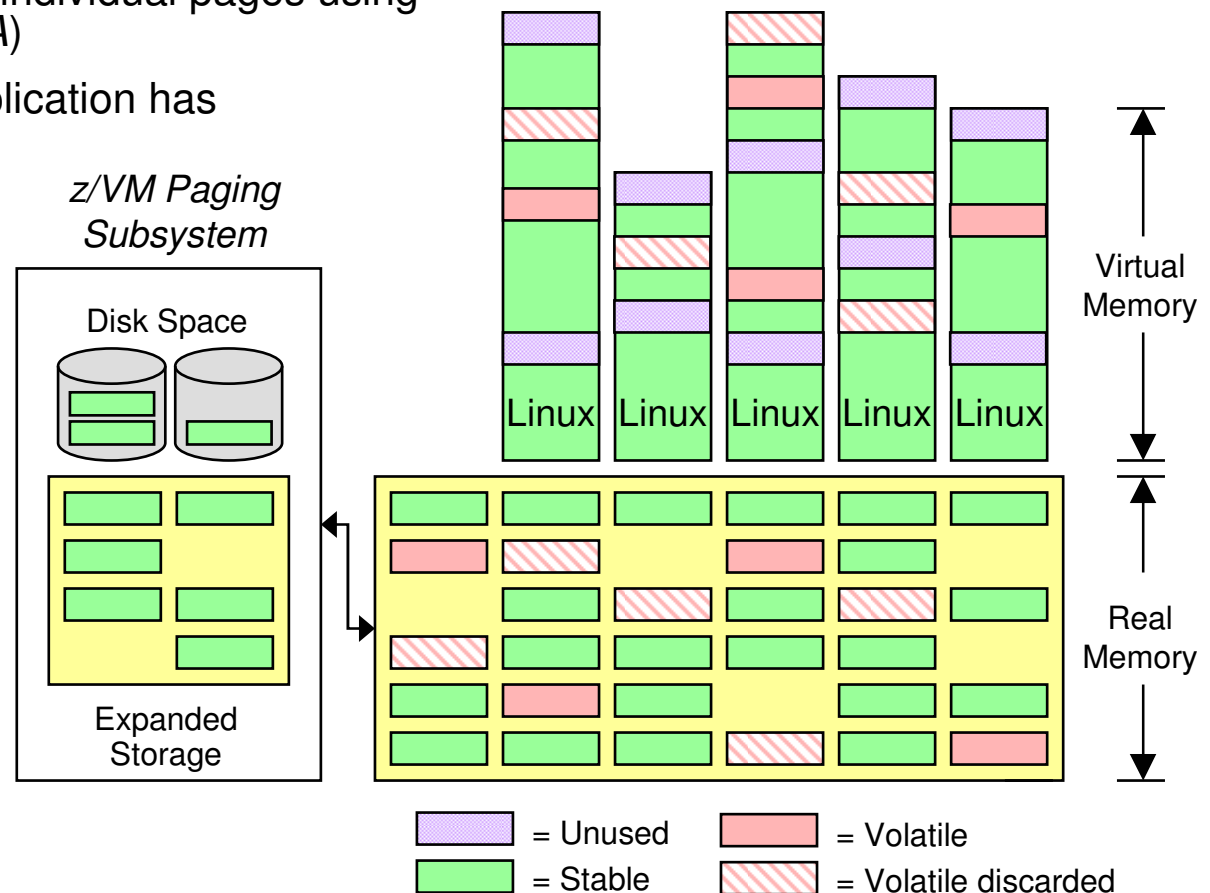 individual pages using
A)
plication has
z/VM Paging
Subsystem
Disk Space
Expanded
Storage
Linux Linux Linux Linux Linux
Virtual
Memory
Real
Memory
= Unused
= Volatile
= Stable
= Volatile discarded